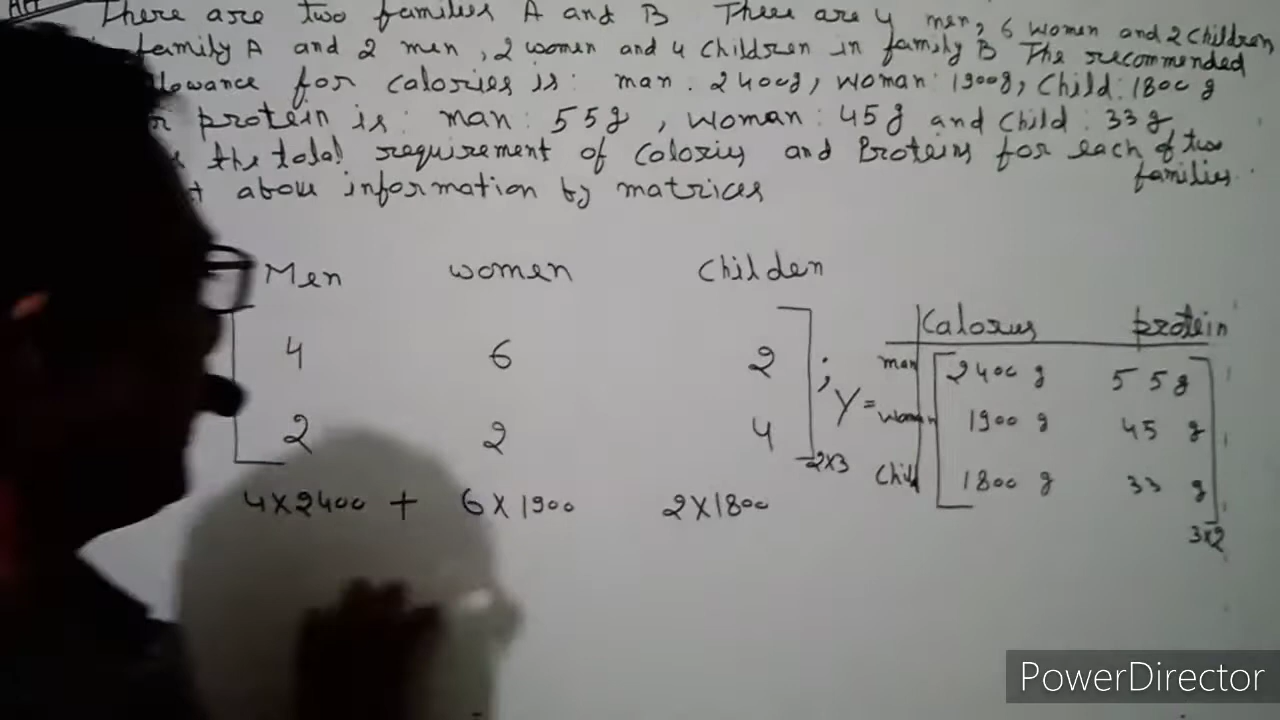 There are two families A and B There are 4 men, 6 women and 2 children,
family A and 2 men, 2 women and 4 children in family B The recommended
lowance for calories is: man: 2400g, woman: 1900g, Child: 1800 g
protein is: man: 55g, woman: 45g and child: 33g
the total requirement of Calories and Proteins for each of two
families
above information by matrices
Men women Childen
Kalorius protein
4 6 2 ; man 2400 g 55g
Y = woman 1900 g 45 g
2 2 4
2x3 Child 1800 g 33 g
4x2400 + 6x1900 2x1800
3x2
PowerDirector